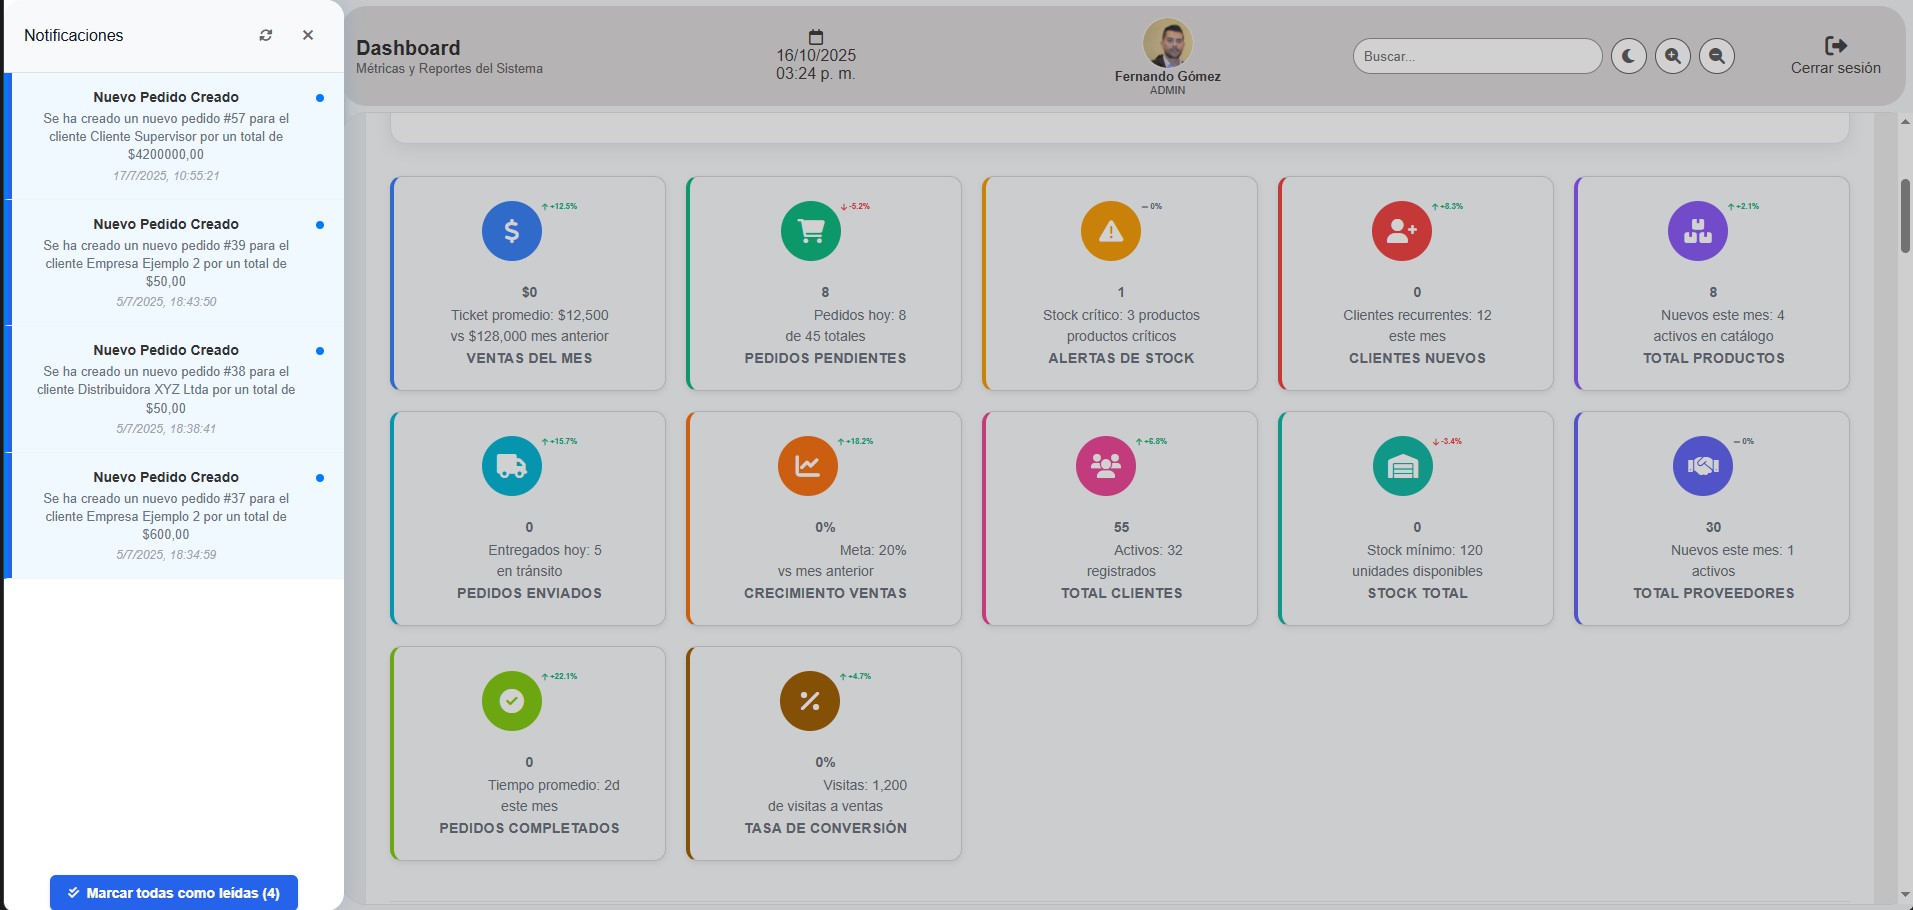 Notificaciones
Nuevo Pedido Creado
Se ha creado un nuevo pedido #57 para el
cliente Cliente Supervisor por un total de
$4200000,00
17/7/2025, 10:55:21
Nuevo Pedido Creado
Se ha creado un nuevo pedido #39 para el
cliente Empresa Ejemplo 2 por un total de
$50,00
5/7/2025, 18:43:50
Nuevo Pedido Creado
Se ha creado un nuevo pedido #38 para el
cliente Distribuidora XYZ Ltda por un total de
$50,00
5/7/2025, 18:38:41
Nuevo Pedido Creado
Se ha creado un nuevo pedido #37 para el
cliente Empresa Ejemplo 2 por un total de
$600,00
5/7/2025, 18:34:59
Marcar todas como leídas (4)
Dashboard
Métricas y Reportes del Sistema
16/10/2025
03:24 p. m.
Fernando Gómez
ADMIN
Buscar...
Cerrar sesión
+12.5%
$0
Ticket promedio: $12,500
vs $128,000 mes anterior
VENTAS DEL MES
-5.2%
8
Pedidos hoy: 8
de 45 totales
PEDIDOS PENDIENTES
0%
1
Stock crítico: 3 productos
productos críticos
ALERTAS DE STOCK
+8.3%
0
Clientes recurrentes: 12
este mes
CLIENTES NUEVOS
+2.1%
8
Nuevos este mes: 4
activos en catálogo
TOTAL PRODUCTOS
+15.7%
0
Entregados hoy: 5
en tránsito
PEDIDOS ENVIADOS
+18.2%
0%
Meta: 20%
vs mes anterior
CRECIMIENTO VENTAS
+6.8%
55
Activos: 32
registrados
TOTAL CLIENTES
-3.4%
0
Stock mínimo: 120
unidades disponibles
STOCK TOTAL
0%
30
Nuevos este mes: 1
activos
TOTAL PROVEEDORES
+22.1%
0
Tiempo promedio: 2d
este mes
PEDIDOS COMPLETADOS
+4.7%
0%
Visitas: 1,200
de visitas a ventas
TASA DE CONVERSIÓN